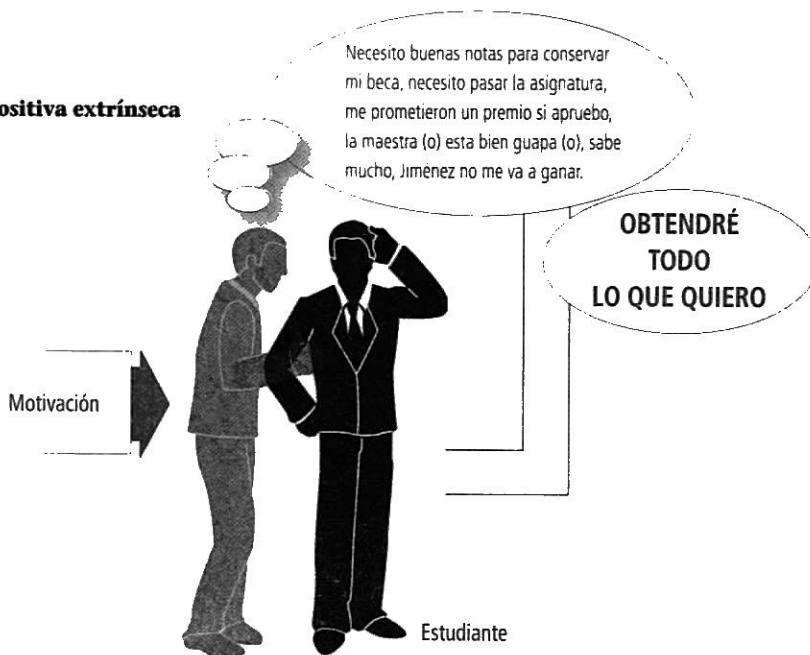 ositiva extrínseca
Necesito buenas notas para conservar
mi beca, necesito pasar la asignatura,
me prometieron un premio si apruebo,
la maestra (o) esta bien guapa (o), sabe
mucho, Jiménez no me va a ganar.
OBTENDRÉ
TODO
LO QUE QUIERO
Motivación
Estudiante